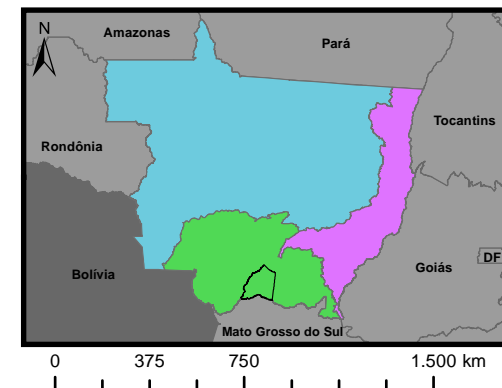 N
Amazonas
Pará
Tocantins
Rondônia
DF
Bolívia
Goiás
Mato Grosso do Sul
0 375 750 1.500 km